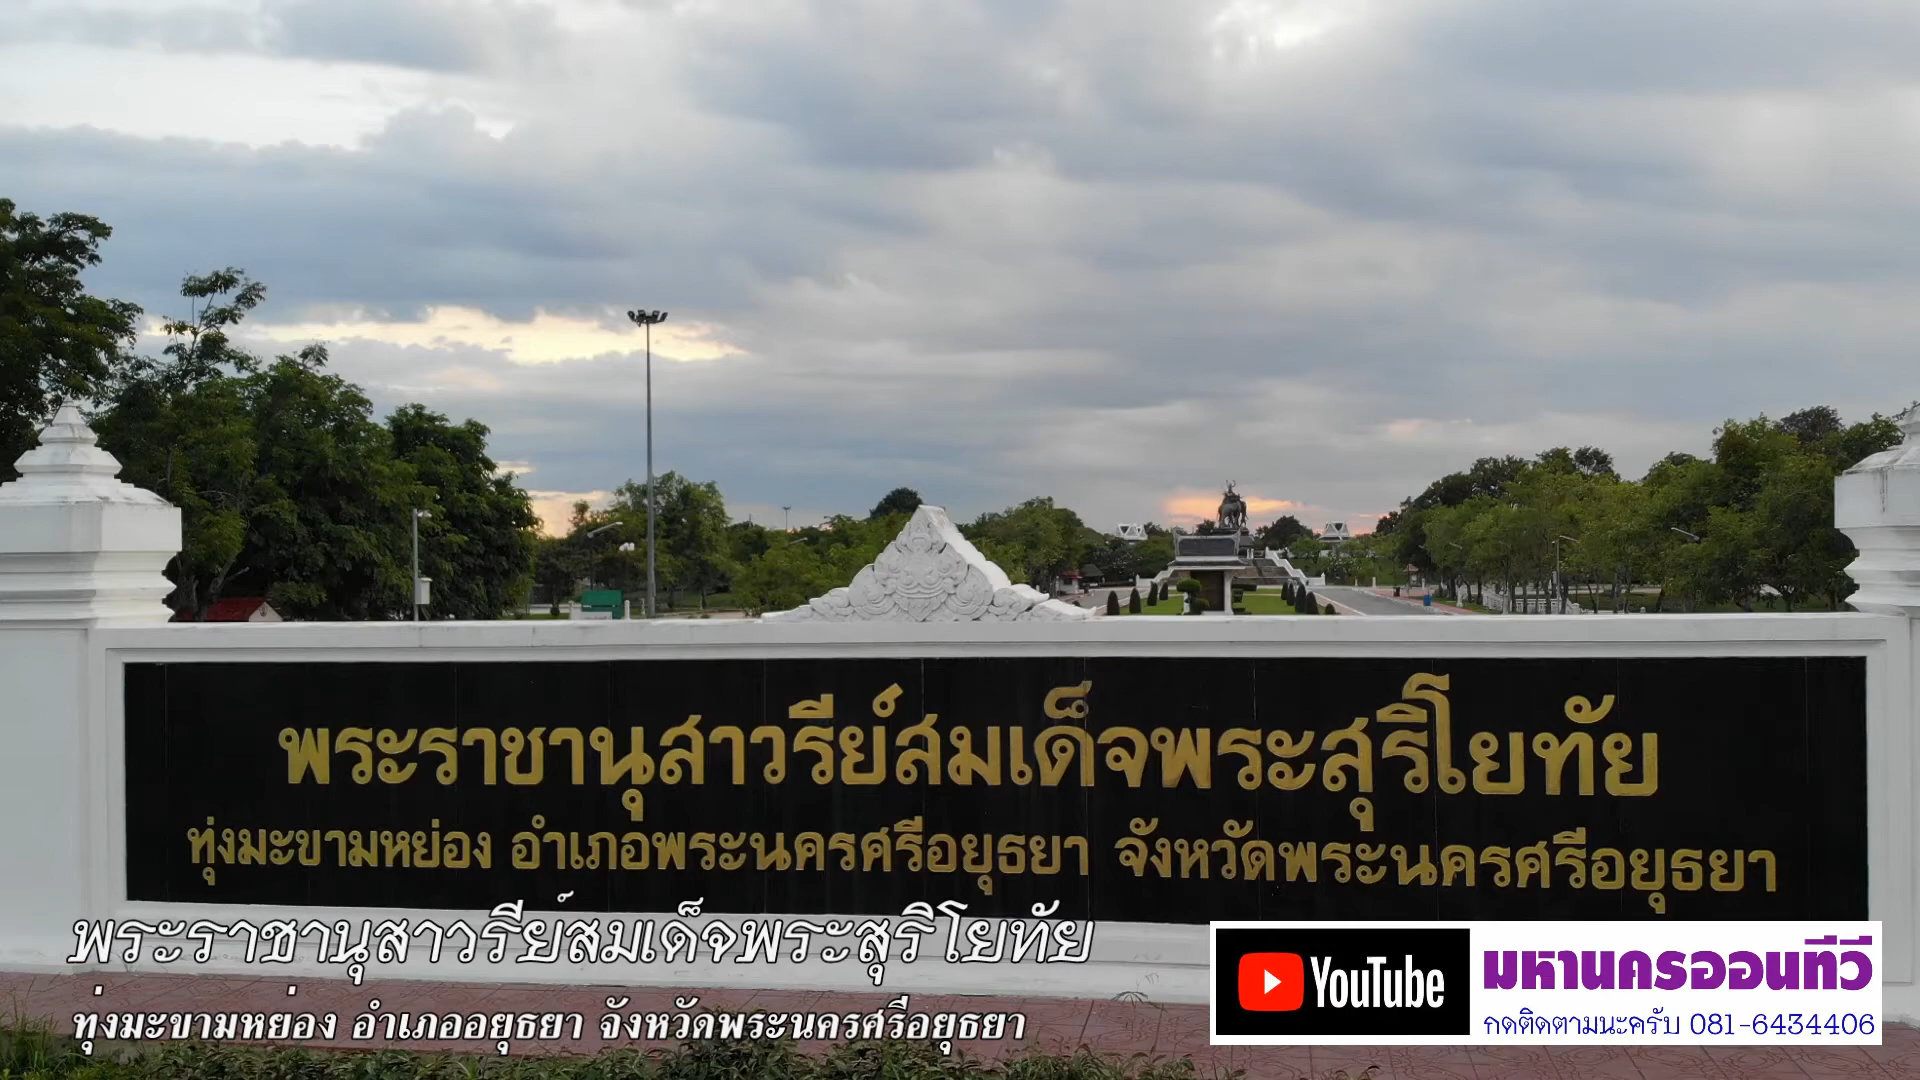 พระราชานุสาวรีย์สมเด็จพระสุริโยทัย
ทุ่งมะขามหย่อง อำเภอพระนครศรีอยุธยา จังหวัดพระนครศรีอยุธยา
พระราชานุสาวรีย์สมเด็จพระสุริโยทัย
ทุ่งมะขามหย่อง อำเภออยุธยา จังหวัดพระนครศรีอยุธยา
YouTube
มหานครออนทีวี
กดติดตามนะครับ 081-6434406